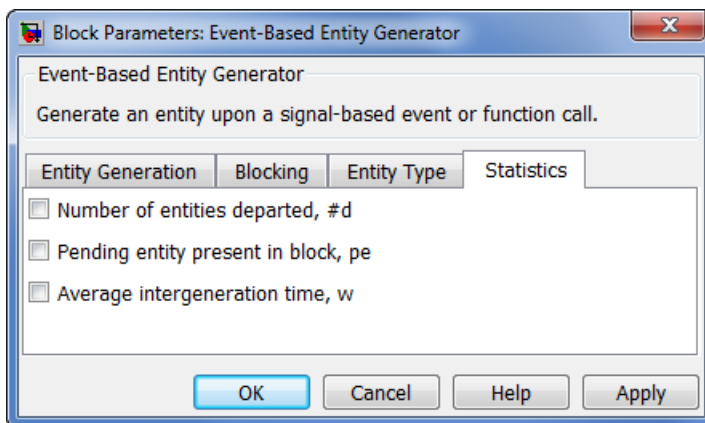 Block Parameters: Event-Based Entity Generator
Event-Based Entity Generator
Generate an entity upon a signal-based event or function call.
Entity Generation Blocking Entity Type Statistics
Number of entities departed, #d
Pending entity present in block, pe
Average intergeneration time, w
OK Cancel Help Apply